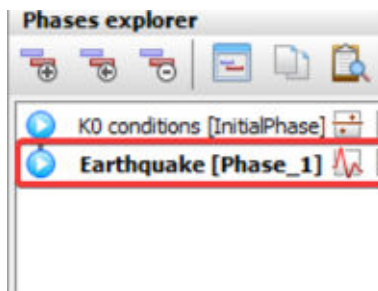 Phases explorer
K0 conditions [InitialPhase]
Earthquake [Phase_1]